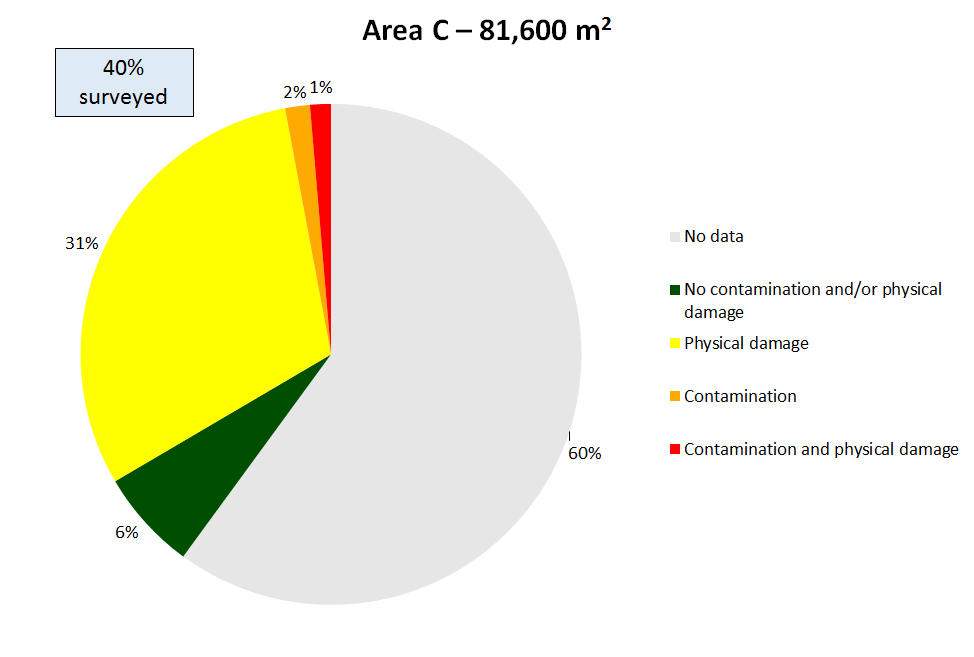 Area C – 81,600 m²
40%
surveyed
2%
1%
31%
6%
60%
No data
No contamination and/or physical
damage
Physical damage
Contamination
Contamination and physical damage